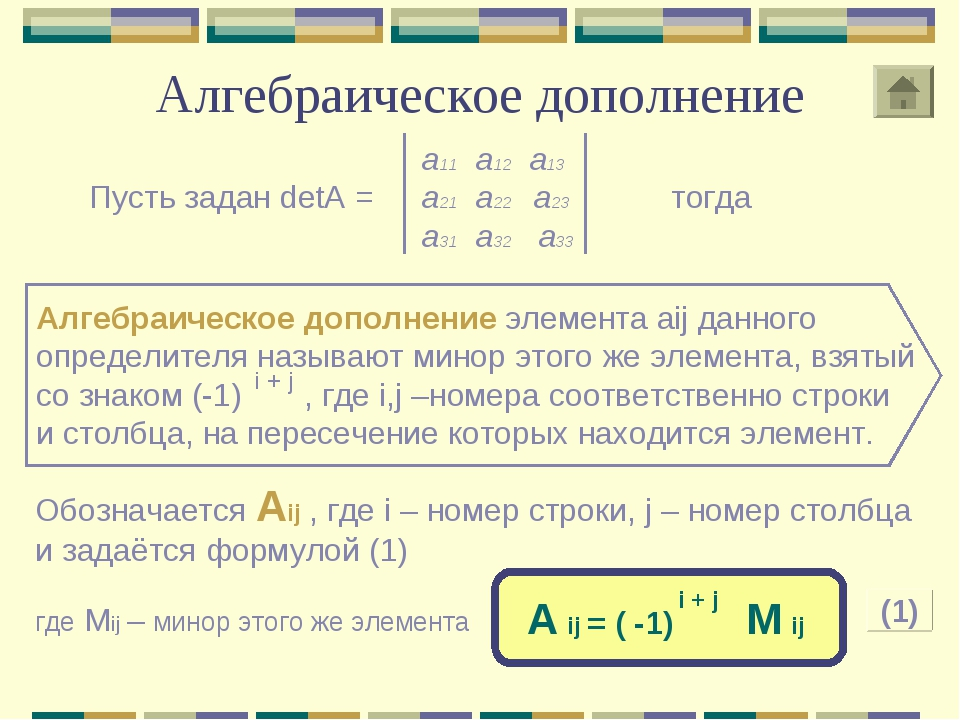 Алгебраическое дополнение
a11 a12 a13
Пусть задан detA = a21 a22 a23 тогда
a31 a32 a33
Алгебраическое дополнение элемента aij данного
определителя называют минор этого же элемента, взятый
со знаком (-1) i + j , где i,j –номера соответственно строки
и столбца, на пересечение которых находится элемент.
Обозначается Aij , где i – номер строки, j – номер столбца
и задаётся формулой (1)
где Mij – минор этого же элемента
A ij = ( -1) i + j M ij
(1)